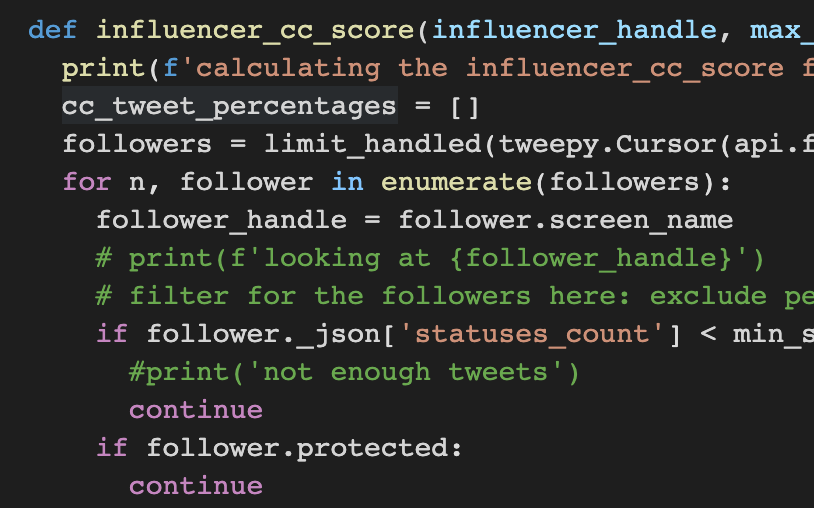 def influencer_cc_score(influencer_handle, max_
print(f'calculating the influencer_cc_score f
cc_tweet_percentages = []
followers = limit_handled(tweepy.Cursor(api.f
for n, follower in enumerate(followers):
follower_handle = follower.screen_name
# print(f'looking at {follower_handle}')
# filter for the followers here: exclude pe
if follower._json['statuses_count'] < min_s
#print('not enough tweets')
continue
if follower.protected:
continue